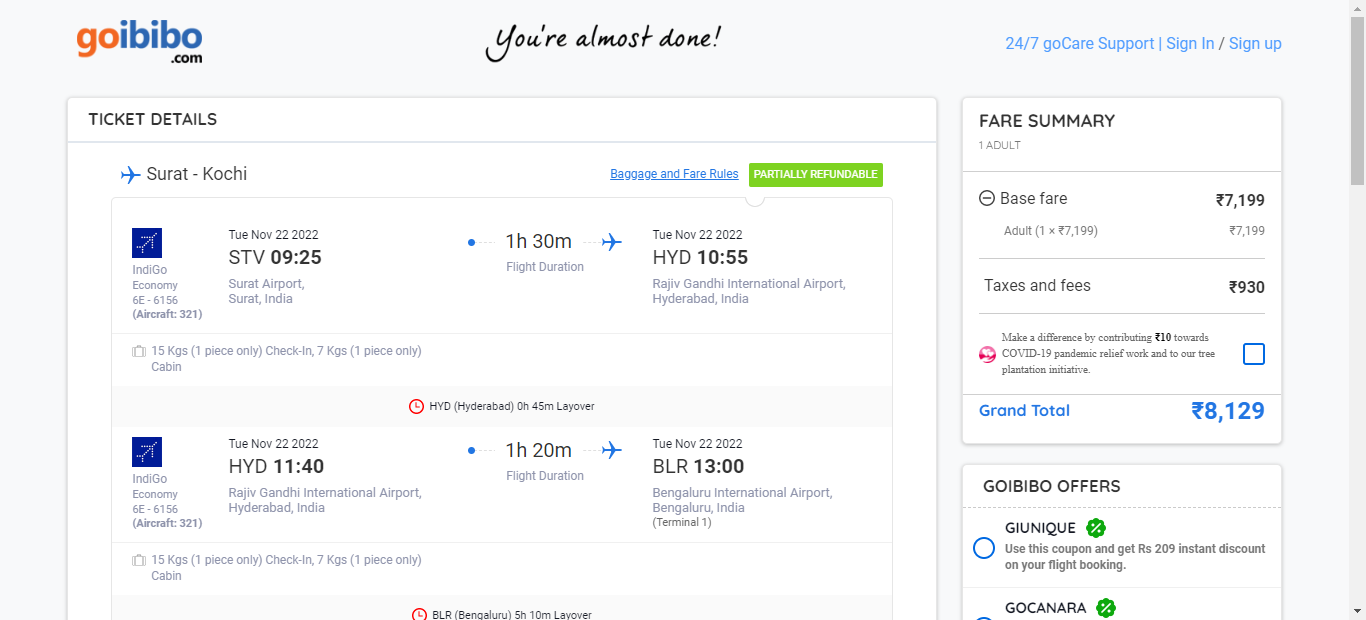 goibibo
.com
You're almost done!
24/7 goCare Support | Sign In / Sign up
TICKET DETAILS
Surat - Kochi
Baggage and Fare Rules
PARTIALLY REFUNDABLE
IndiGo
Economy
6E - 6156
(Aircraft: 321)
Tue Nov 22 2022
STV 09:25
Surat Airport,
Surat, India
1h 30m
Flight Duration
Tue Nov 22 2022
HYD 10:55
Rajiv Gandhi International Airport,
Hyderabad, India
15 Kgs (1 piece only) Check-In, 7 Kgs (1 piece only)
Cabin
HYD (Hyderabad) 0h 45m Layover
IndiGo
Economy
6E - 6156
(Aircraft: 321)
Tue Nov 22 2022
HYD 11:40
Rajiv Gandhi International Airport,
Hyderabad, India
1h 20m
Flight Duration
Tue Nov 22 2022
BLR 13:00
Bengaluru International Airport,
Bengaluru, India
(Terminal 1)
15 Kgs (1 piece only) Check-In, 7 Kgs (1 piece only)
Cabin
BLR (Bengaluru) 5h 10m Layover
FARE SUMMARY
1 ADULT
Base fare ₹7,199
Adult (1 × ₹7,199) ₹7,199
Taxes and fees ₹930
Make a difference by contributing ₹10 towards
COVID-19 pandemic relief work and to our tree
plantation initiative.
Grand Total ₹8,129
GOIBIBO OFFERS
GIUNIQUE
Use this coupon and get Rs 209 instant discount
on your flight booking.
GOCANARA